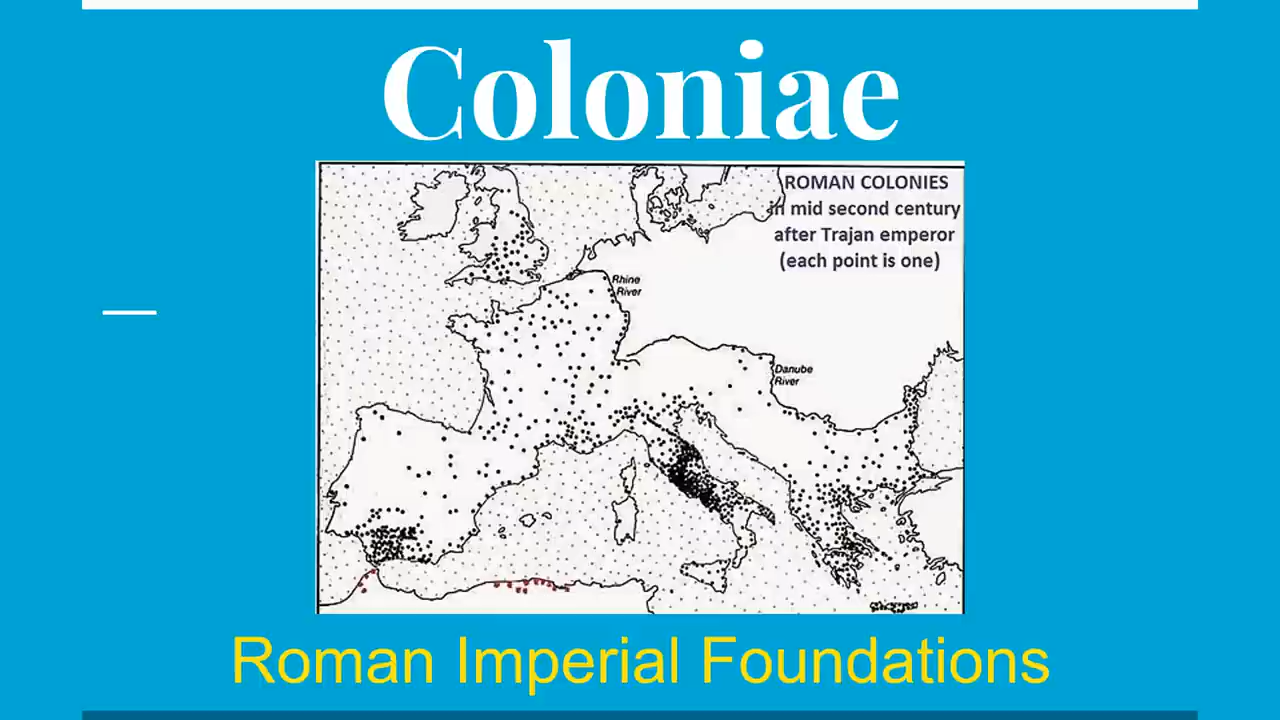 Coloniae
ROMAN COLONIES
in mid second century
after Trajan emperor
(each point is one)
Rhine
River
Danube
River
Roman Imperial Foundations